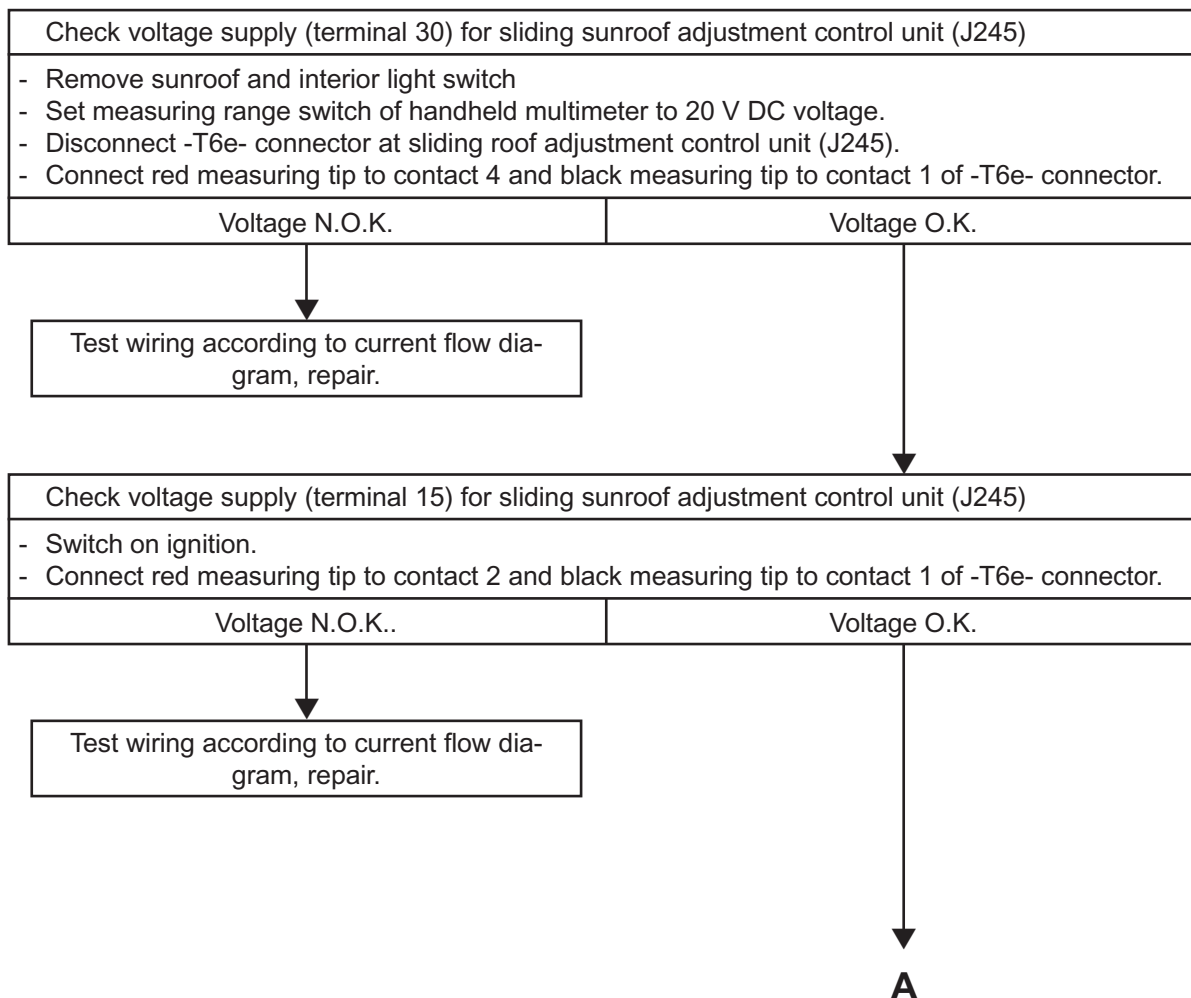 Check voltage supply (terminal 30) for sliding sunroof adjustment control unit (J245)
- Remove sunroof and interior light switch
- Set measuring range switch of handheld multimeter to 20 V DC voltage.
- Disconnect -T6e- connector at sliding roof adjustment control unit (J245).
- Connect red measuring tip to contact 4 and black measuring tip to contact 1 of -T6e- connector.
Voltage N.O.K.
Voltage O.K.
Test wiring according to current flow dia-
gram, repair.
Check voltage supply (terminal 15) for sliding sunroof adjustment control unit (J245)
- Switch on ignition.
- Connect red measuring tip to contact 2 and black measuring tip to contact 1 of -T6e- connector.
Voltage N.O.K..
Voltage O.K.
Test wiring according to current flow dia-
gram, repair.
A